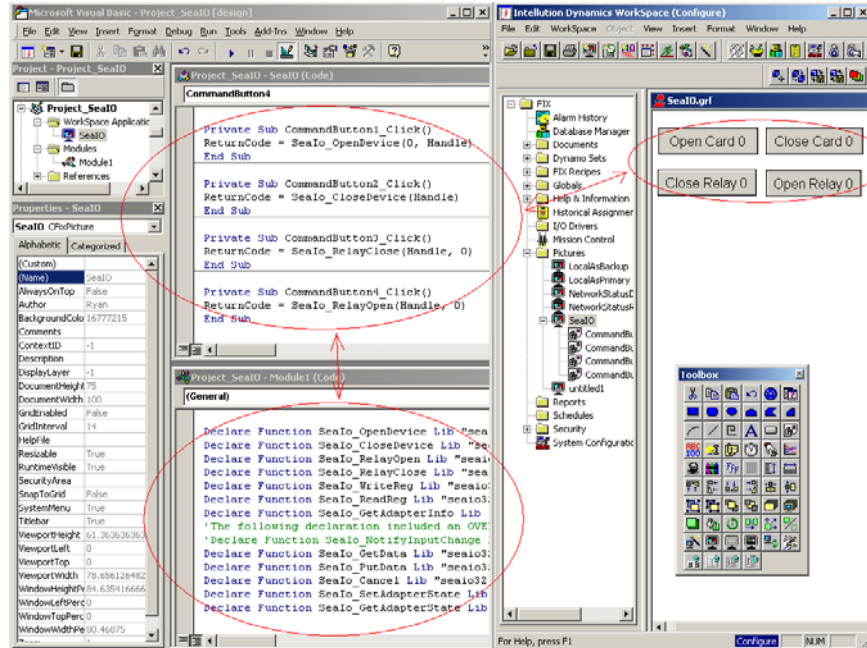 Microsoft Visual Basic - Project_SeaIO [design]
File Edit View Insert Format Debug Run Tools Add-Ins Window Help
Project - Project_SeaIO
Project_SeaIO
WorkSpace Applicatic
SeaIO
Modules
Module1
References
Properties - SeaIO
SeaIO CFixPicture
Alphabetic Categorized
(Custom)
(Name) SeaIO
AlwaysOnTop False
Author Ryan
BackgroundColo 16777215
Comments
ContextID -1
Description
DisplayLayer -1
DocumentHeight 75
DocumentWidth 100
GridEnabled False
GridInterval 14
HelpFile
Resizable True
RuntimeVisible True
SecurityArea
SnapToGrid False
SystemMenu True
Titlebar True
ViewportHeight 61.363636363
ViewportLeft 0
ViewportTop 0
ViewportWidth 78.656126482
WindowHeightPe 84.635416666
WindowLeftPerc 0
WindowTopPerc 0
WindowWidthPe 80.46875
Project_SeaIO - SeaIO (Code)
CommandButton4
Private Sub CommandButton1_Click()
ReturnCode = SeaIo_OpenDevice(0, Handle)
End Sub
Private Sub CommandButton2_Click()
ReturnCode = SeaIo_CloseDevice(Handle)
End Sub
Private Sub CommandButton3_Click()
ReturnCode = SeaIo_RelayClose(Handle, 0)
End Sub
Private Sub CommandButton4_Click()
ReturnCode = SeaIo_RelayOpen(Handle, 0)
End Sub
Project_SeaIO - Module1 (Code)
(General)
Declare Function SeaIo_OpenDevice Lib "seai
Declare Function SeaIo_CloseDevice Lib "sea
Declare Function SeaIo_RelayOpen Lib "seaio
Declare Function SeaIo_RelayClose Lib "seai
Declare Function SeaIo_WriteReg Lib "seaio3
Declare Function SeaIo_ReadReg Lib "seaio32
Declare Function SeaIo_GetAdapterInfo Lib
'The following declaration included an OVE
'Declare Function SeaIo_NotifyInputChange
Declare Function SeaIo_GetData Lib "seaio32
Declare Function SeaIo_PutData Lib "seaio32
Declare Function SeaIo_Cancel Lib "seaio32
Declare Function SeaIo_SetAdapterState Lib
Declare Function SeaIo_GetAdapterState Lib
Intellution Dynamics WorkSpace (Configure)
File Edit WorkSpace Object View Insert Format Window Help
FIX
Alarm History
Database Manager
Documents
Dynamo Sets
FIX Recipes
Globals
Help & Information
Historical Assignmer
I/O Drivers
Mission Control
Pictures
LocalAsBackup
LocalAsPrimary
NetworkStatusD
NetworkStatusR
SeaIO
CommandBu
CommandBu
CommandBu
CommandBu
untitled1
Reports
Schedules
Security
System Configuratic
SeaIO.grf
Open Card 0 Close Card 0
Close Relay 0 Open Relay 0
Toolbox
For Help, press F1
Configure NUM